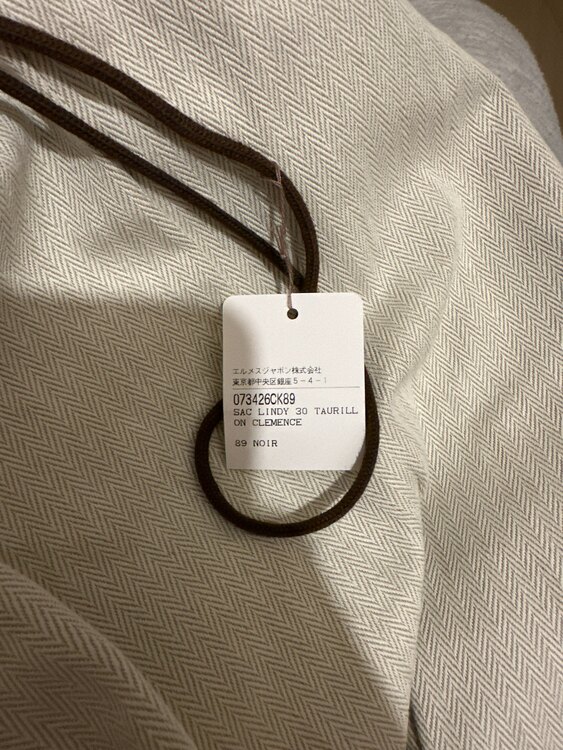 エルメスジャポン株式会社
東京都中央区銀座5-4-1
073426CK89
SAC LINDY 30 TAURILL
ON CLEMENCE
89 NOIR